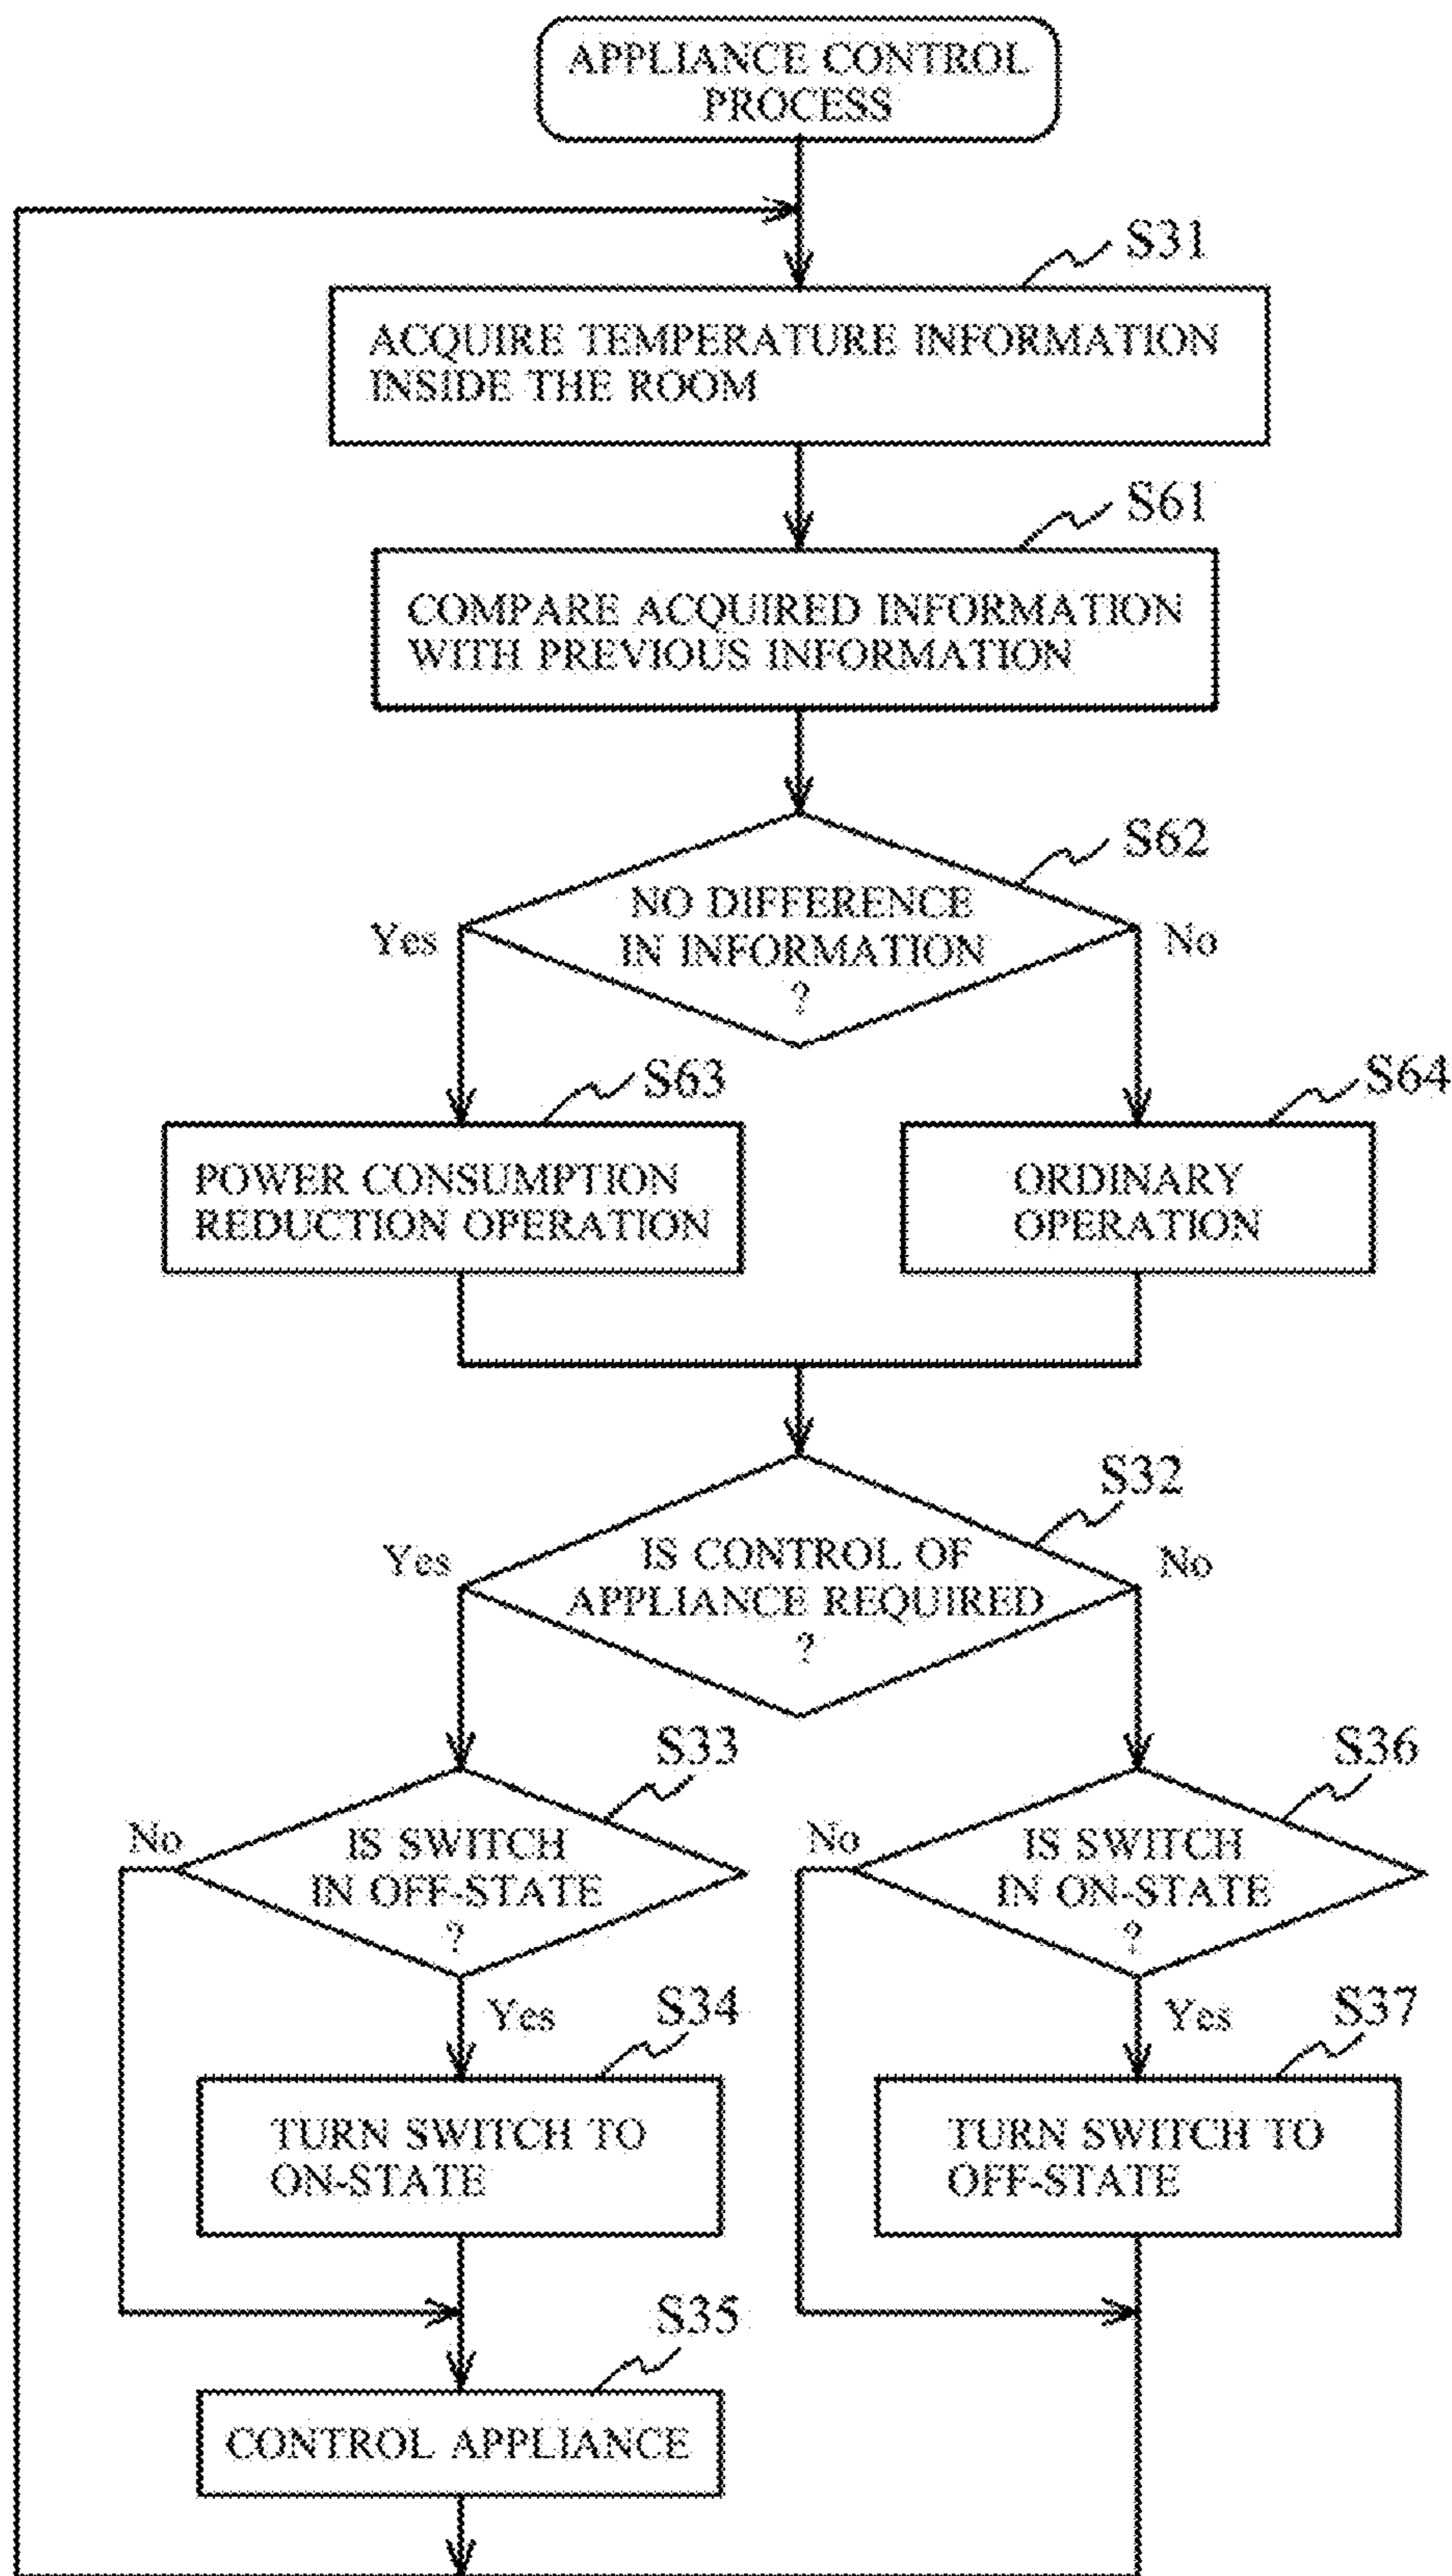 APPLIANCE CONTROL
PROCESS
S31
ACQUIRE TEMPERATURE INFORMATION
INSIDE THE ROOM
S61
COMPARE ACQUIRED INFORMATION
WITH PREVIOUS INFORMATION
S62
NO DIFFERENCE
IN INFORMATION
?
Yes
No
S63
S64
POWER CONSUMPTION
REDUCTION OPERATION
ORDINARY
OPERATION
S32
IS CONTROL OF
APPLIANCE REQUIRED
?
Yes
No
S33
S36
No
IS SWITCH
IN OFF-STATE
?
No
IS SWITCH
IN ON-STATE
?
Yes
S34
Yes
S37
TURN SWITCH TO
ON-STATE
TURN SWITCH TO
OFF-STATE
S35
CONTROL APPLIANCE